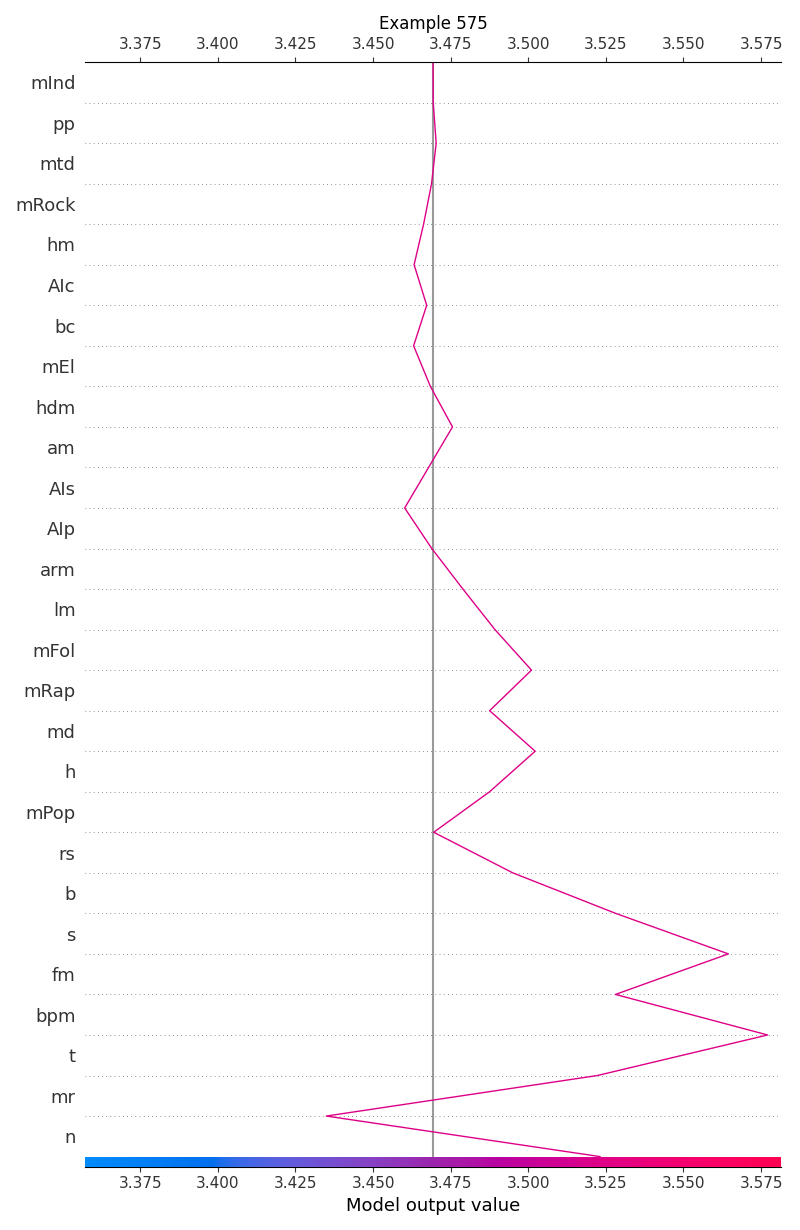 Example 575
3.375 3.400 3.425 3.450 3.475 3.500 3.525 3.550 3.575
mInd
pp
mtd
mRock
hm
AIc
bc
mEl
hdm
am
AIs
AIp
arm
lm
mFol
mRap
md
h
mPop
rs
b
s
fm
bpm
t
mr
n
3.375 3.400 3.425 3.450 3.475 3.500 3.525 3.550 3.575
Model output value